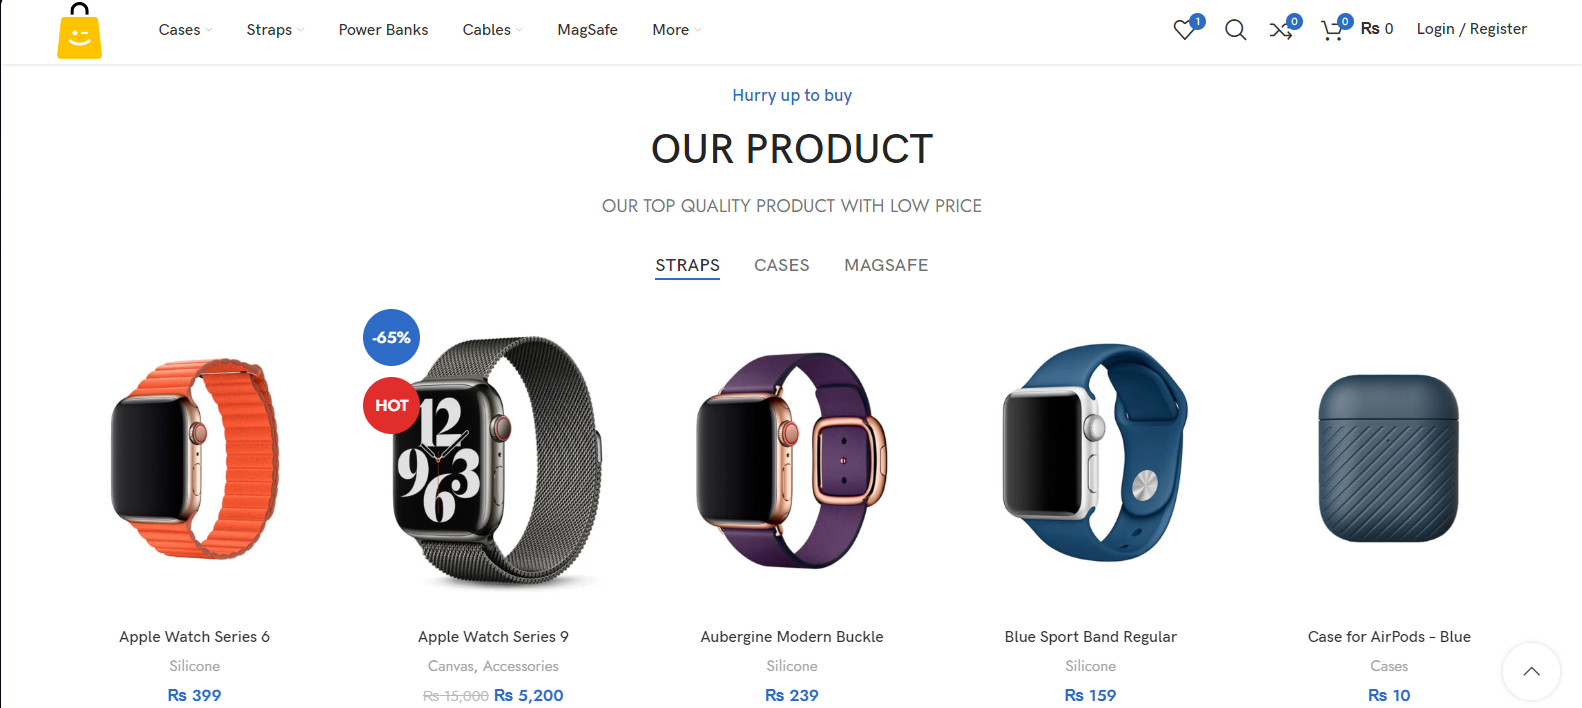 Cases Straps Power Banks Cables MagSafe More 1 0 0 Rs 0 Login / Register
Hurry up to buy
OUR PRODUCT
OUR TOP QUALITY PRODUCT WITH LOW PRICE
STRAPS CASES MAGSAFE
-65%
HOT
12
9 3
6
Apple Watch Series 6 Apple Watch Series 9 Aubergine Modern Buckle Blue Sport Band Regular Case for AirPods – Blue
Silicone Canvas, Accessories Silicone Silicone Cases
Rs 399 Rs 15,000 Rs 5,200 Rs 239 Rs 159 Rs 10